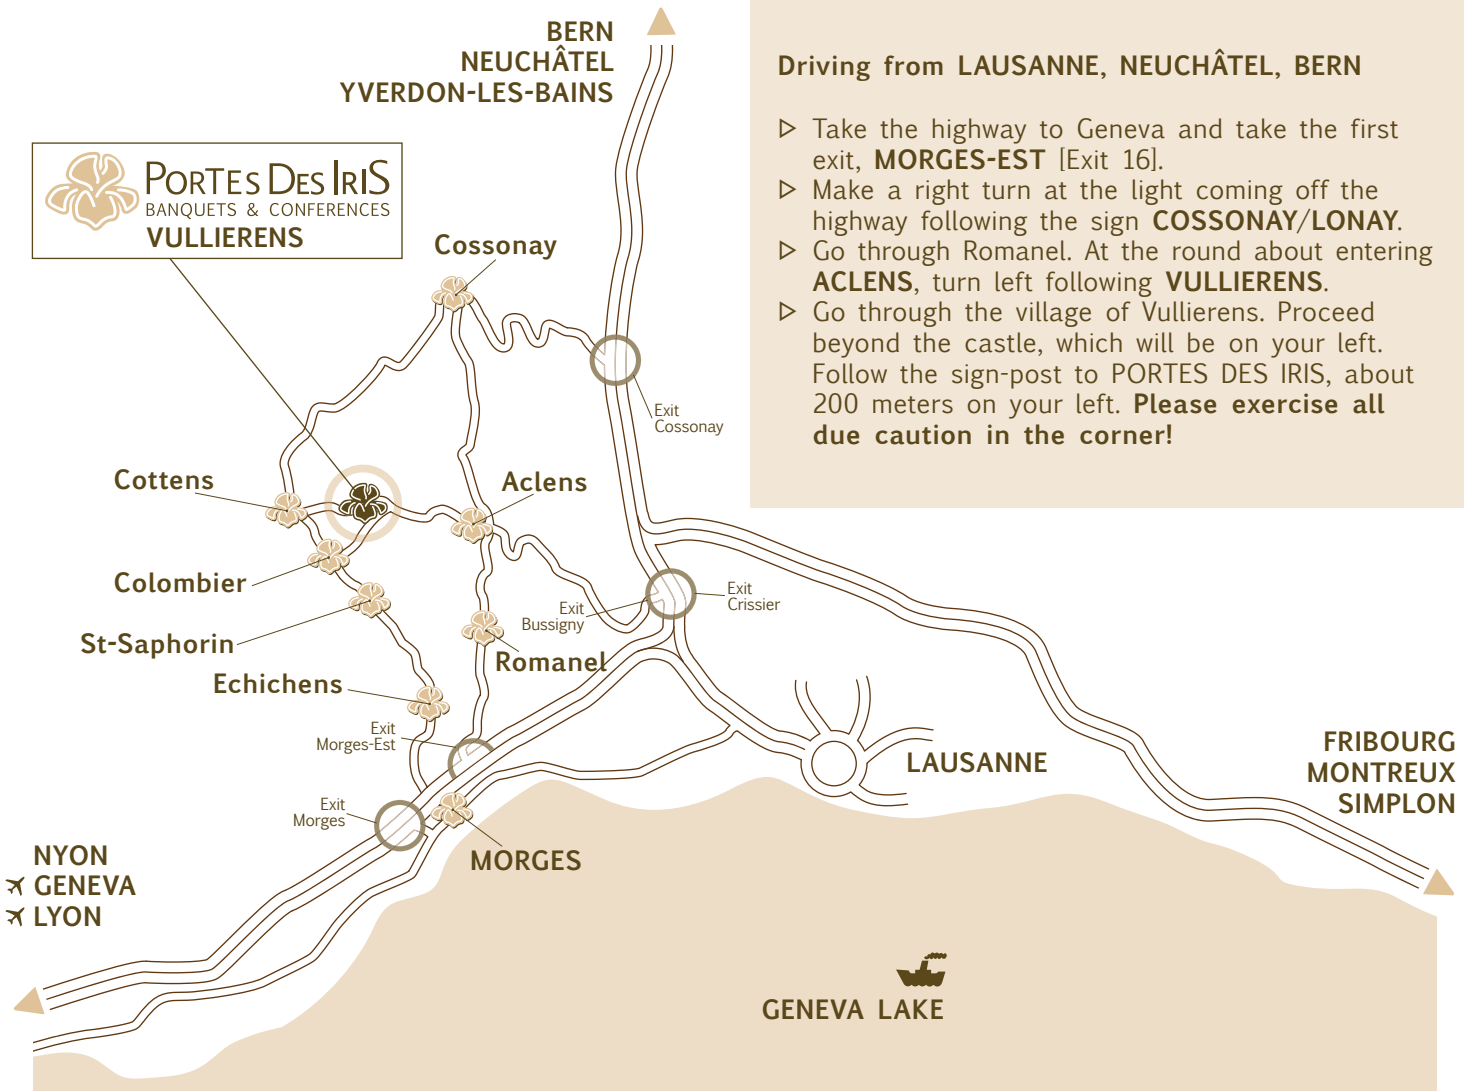 BERN
NEUCHÂTEL
YVERDON-LES-BAINS
Driving from LAUSANNE, NEUCHÂTEL, BERN
▷ Take the highway to Geneva and take the first
exit, MORGES-EST [Exit 16].
▷ Make a right turn at the light coming off the
highway following the sign COSSONAY/LONAY.
▷ Go through Romanel. At the round about entering
ACLENS, turn left following VULLIERENS.
▷ Go through the village of Vullierens. Proceed
beyond the castle, which will be on your left.
Follow the sign-post to PORTES DES IRIS, about
200 meters on your left. Please exercise all
due caution in the corner!
PORTES DES IRIS
BANQUETS & CONFERENCES
VULLIERENS
Cossonay
Exit
Cossonay
Cottens
Aclens
Colombier
Exit
Crissier
Exit
Bussigny
St-Saphorin
Romanel
Echichens
Exit
Morges-Est
LAUSANNE
FRIBOURG
MONTREUX
SIMPLON
Exit
Morges
MORGES
NYON
GENEVA
LYON
GENEVA LAKE